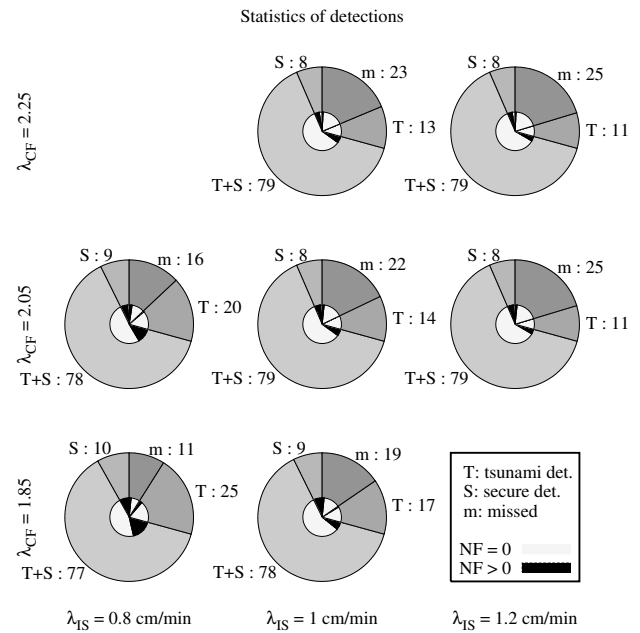 Statistics of detections
λCF = 2.25
S : 8
m : 23
T : 13
T+S : 79
S : 8
m : 25
T : 11
T+S : 79
λCF = 2.05
S : 9
m : 16
T : 20
T+S : 78
S : 8
m : 22
T : 14
T+S : 79
S : 8
m : 25
T : 11
T+S : 79
λCF = 1.85
S : 10
m : 11
T : 25
T+S : 77
S : 9
m : 19
T : 17
T+S : 78
T: tsunami det.
S: secure det.
m: missed
NF = 0
NF > 0
λIS = 0.8 cm/min
λIS = 1 cm/min
λIS = 1.2 cm/min